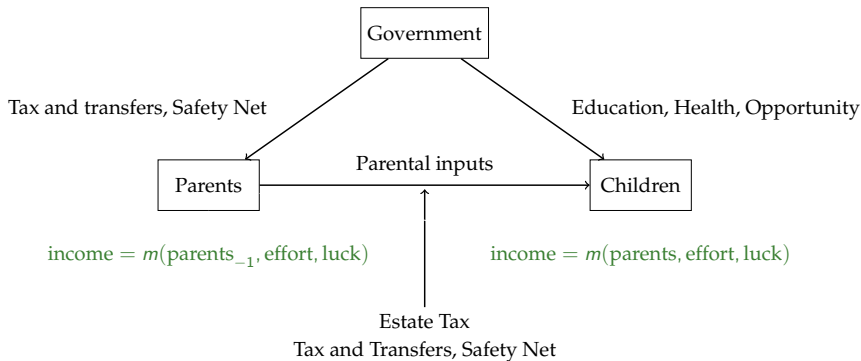 Government
Tax and transfers, Safety Net
Education, Health, Opportunity
Parental inputs
Parents
Children
income = m(parents₋₁, effort, luck)
income = m(parents, effort, luck)
Estate Tax
Tax and Transfers, Safety Net